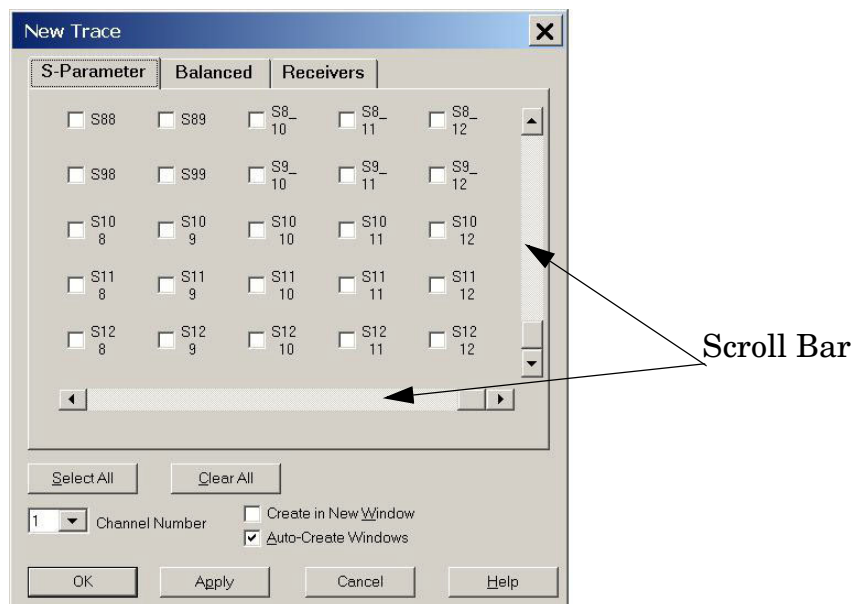 New Trace
S-Parameter Balanced Receivers
S88 S89 S8_ S8_ S8_
10 11 12
S98 S99 S9_ S9_ S9_
10 11 12
S10 S10 S10 S10 S10
8 9 10 11 12
S11 S11 S11 S11 S11
8 9 10 11 12
S12 S12 S12 S12 S12
8 9 10 11 12
Scroll Bar
Select All Clear All
1 Channel Number
Create in New Window
Auto-Create Windows
OK Apply Cancel Help